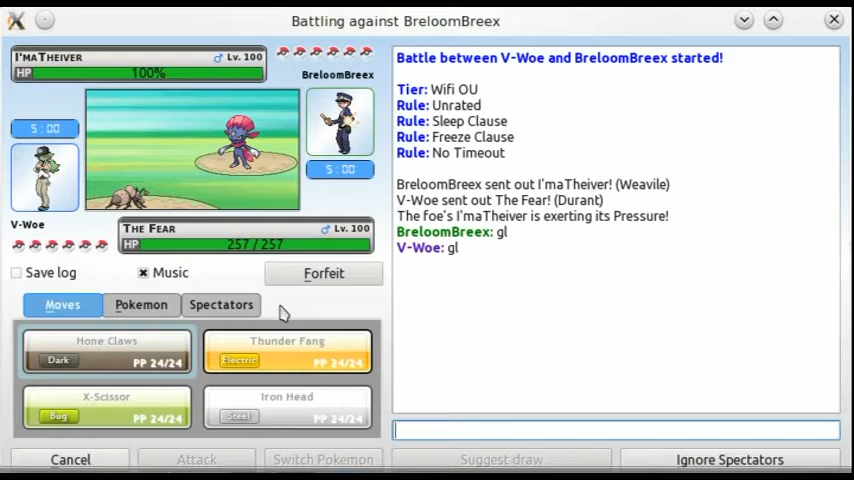 Battling against BreloomBreex
I'MATHEIVER ♂ Lv. 100
HP 100%
BreloomBreex
5:00
5:00
V-Woe
THE FEAR ♂ Lv. 100
HP 257 / 257
Save log
Music
Forfeit
Moves
Pokemon
Spectators
Hone Claws
Dark PP 24/24
Thunder Fang
Electric PP 24/24
X-Scissor
Bug PP 24/24
Iron Head
Steel PP 24/24
Cancel
Attack
Switch Pokemon
Battle between V-Woe and BreloomBreex started!
Tier: Wifi OU
Rule: Unrated
Rule: Sleep Clause
Rule: Freeze Clause
Rule: No Timeout
BreloomBreex sent out I'maTheiver! (Weavile)
V-Woe sent out The Fear! (Durant)
The foe's I'maTheiver is exerting its Pressure!
BreloomBreex: gl
V-Woe: gl
Suggest draw
Ignore Spectators